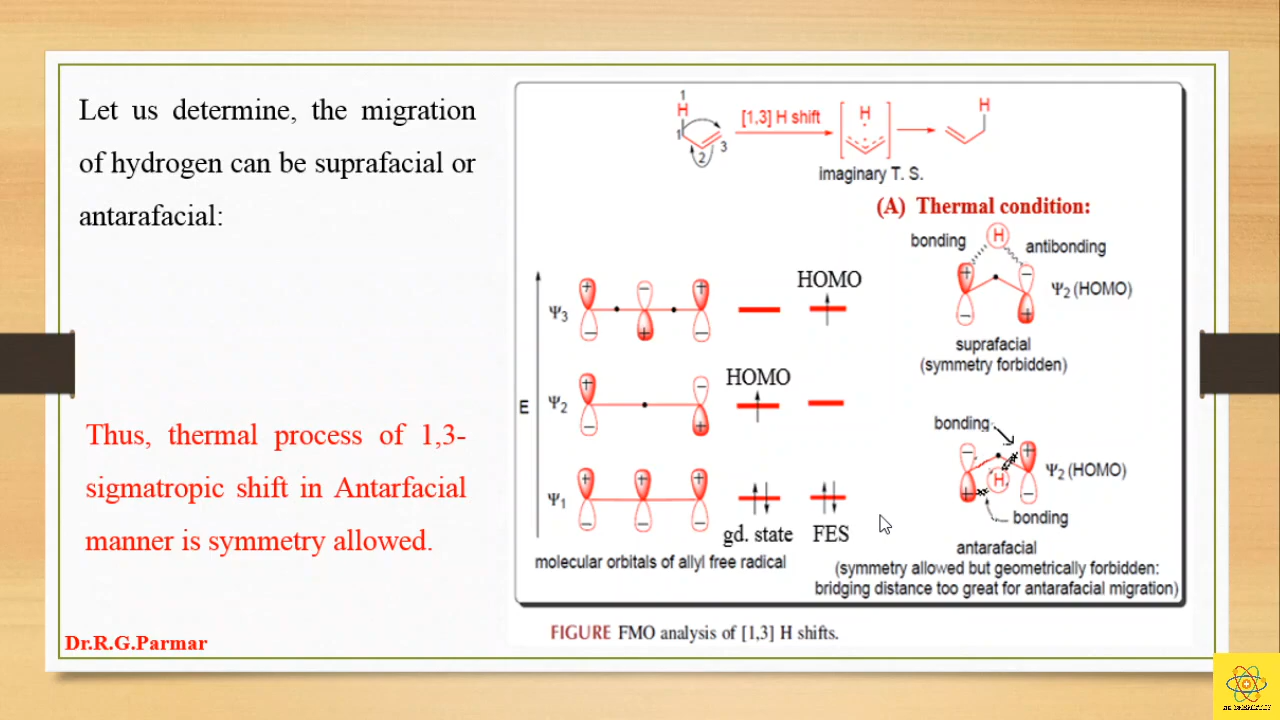 Let us determine, the migration
of hydrogen can be suprafacial or
antarafacial:
Thus, thermal process of 1,3-
sigmatropic shift in Antarfacial
manner is symmetry allowed.
Dr.R.G.Parmar
1
H
1
2
3
[1,3] H shift
H
H
imaginary T. S.
(A) Thermal condition:
bonding
H
antibonding
+
−
−
+
Ψ2 (HOMO)
suprafacial
(symmetry forbidden)
HOMO
Ψ3
+
−
+
−
+
−
HOMO
E
Ψ2
+
−
−
+
Ψ1
+
+
+
−
−
−
gd. state
FES
molecular orbitals of allyl free radical
bonding
−
+
H
+
−
Ψ2 (HOMO)
bonding
antarafacial
(symmetry allowed but geometrically forbidden:
bridging distance too great for antarafacial migration)
FIGURE FMO analysis of [1,3] H shifts.